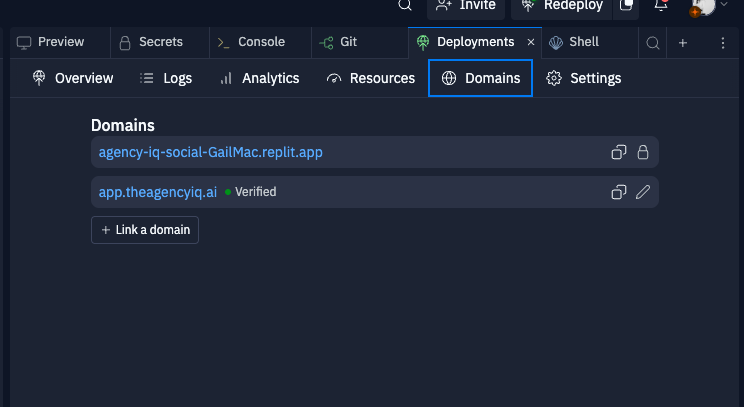 Invite Redeploy
Preview Secrets Console Git Deployments Shell
Overview Logs Analytics Resources Domains Settings
Domains
agency-iq-social-GailMac.replit.app
app.theagencyiq.ai Verified
+ Link a domain